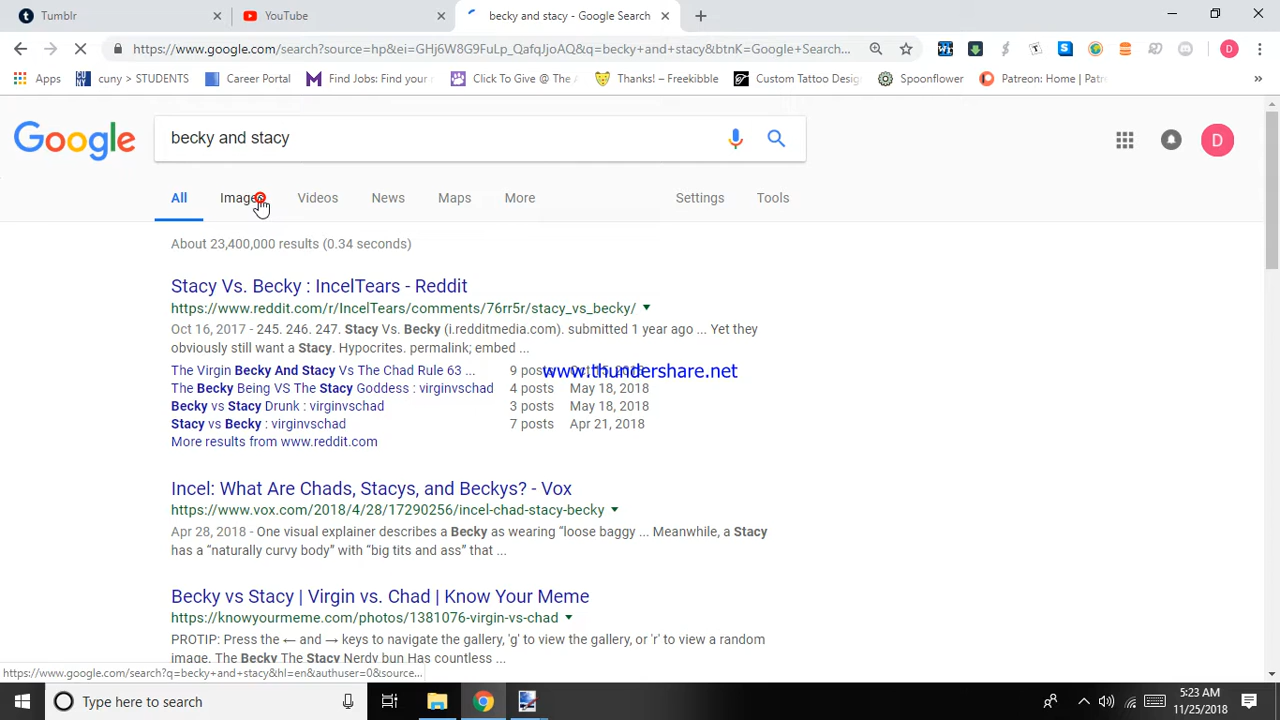 Tumblr
YouTube
becky and stacy - Google Search
https://www.google.com/search?source=hp&ei=GHj6W8G9FuLp_QafqJjoAQ&q=becky+and+stacy&btnK=Google+Search...
Apps
cuny > STUDENTS
Career Portal
Find Jobs: Find your
Click To Give @ The
Thanks! – Freekibble
Custom Tattoo Desig
Spoonflower
Patreon: Home | Pat
»
Google
becky and stacy
D
All
Images
Videos
News
Maps
More
Settings
Tools
About 23,400,000 results (0.34 seconds)
Stacy Vs. Becky : IncelTears - Reddit
https://www.reddit.com/r/IncelTears/comments/76rr5r/stacy_vs_becky/
Oct 16, 2017 - 245. 246. 247. Stacy Vs. Becky (i.redditmedia.com). submitted 1 year ago ... Yet they
obviously still want a Stacy. Hypocrites. permalink; embed ...
The Virgin Becky And Stacy Vs The Chad Rule 63 ... 9 posts
www.thundershare.net
The Becky Being VS The Stacy Goddess : virginvschad 4 posts May 18, 2018
Becky vs Stacy Drunk : virginvschad 3 posts May 18, 2018
Stacy vs Becky : virginvschad 7 posts Apr 21, 2018
More results from www.reddit.com
Incel: What Are Chads, Stacys, and Beckys? - Vox
https://www.vox.com/2018/4/28/17290256/incel-chad-stacy-becky
Apr 28, 2018 - One visual explainer describes a Becky as wearing “loose baggy ... Meanwhile, a Stacy
has a “naturally curvy body” with “big tits and ass” that ...
Becky vs Stacy | Virgin vs. Chad | Know Your Meme
https://knowyourmeme.com/photos/1381076-virgin-vs-chad
PROTIP: Press the ← and → keys to navigate the gallery, 'g' to view the gallery, or 'r' to view a random
image. The Becky The Stacy Nerdy bun Has countless ...
https://www.google.com/search?q=becky+and+stacy&hl=en&authuser=0&source...
Type here to search
5:23 AM
11/25/2018